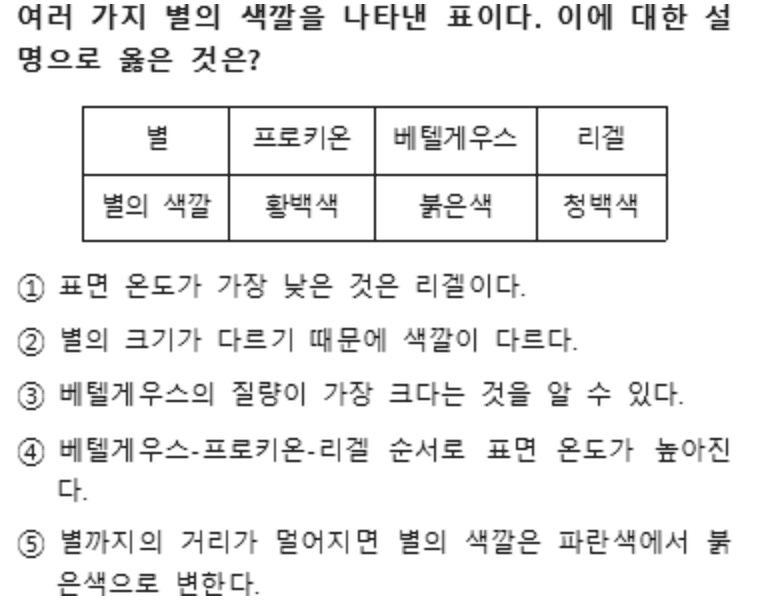 여러 가지 별의 색깔을 나타낸 표이다. 이에 대한 설
명으로 옳은 것은?
별 프로키온 베텔게우스 리겔
별의 색깔 황백색 붉은색 청백색
① 표면 온도가 가장 낮은 것은 리겔이다.
② 별의 크기가 다르기 때문에 색깔이 다르다.
③ 베텔게우스의 질량이 가장 크다는 것을 알 수 있다.
④ 베텔게우스-프로키온-리겔 순서로 표면 온도가 높아진
다.
⑤ 별까지의 거리가 멀어지면 별의 색깔은 파란색에서 붉
은색으로 변한다.